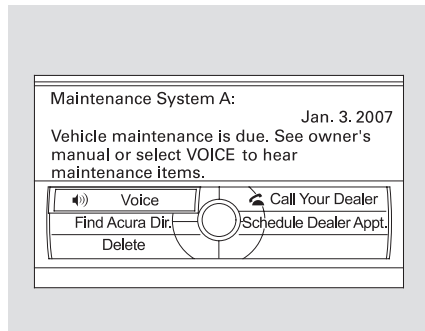 Maintenance System A:
Jan. 3. 2007
Vehicle maintenance is due. See owner's
manual or select VOICE to hear
maintenance items.
Voice
Call Your Dealer
Find Acura Dir.
Schedule Dealer Appt.
Delete